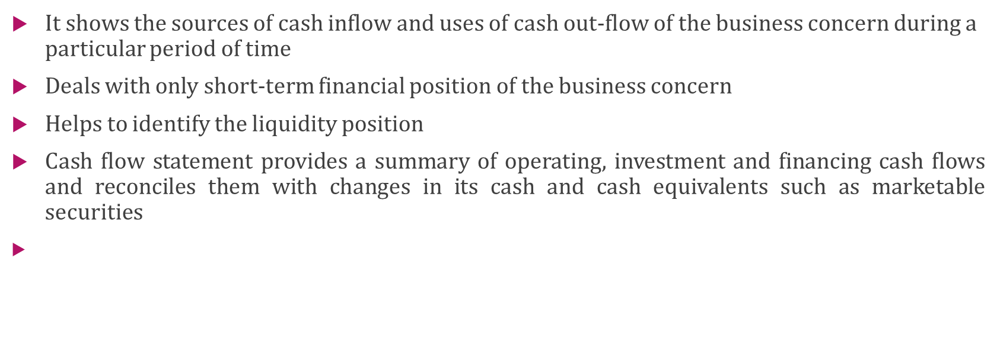 It shows the sources of cash inflow and uses of cash out-flow of the business concern during a
particular period of time
Deals with only short-term financial position of the business concern
Helps to identify the liquidity position
Cash flow statement provides a summary of operating, investment and financing cash flows
and reconciles them with changes in its cash and cash equivalents such as marketable
securities